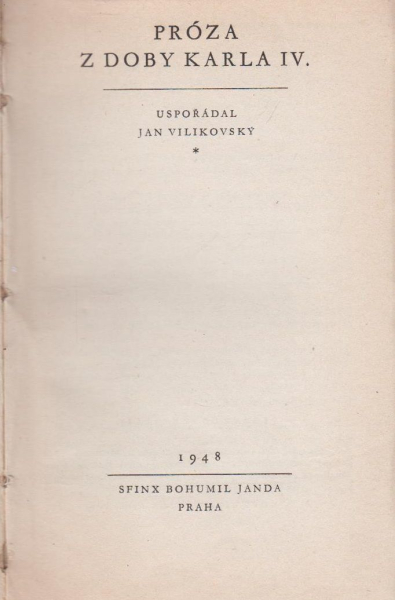 PRÓZA
Z DOBY KARLA IV.
USPOŘÁDAL
JAN VILIKOVSKÝ
*
1948
SFINX BOHUMIL JANDA
PRAHA